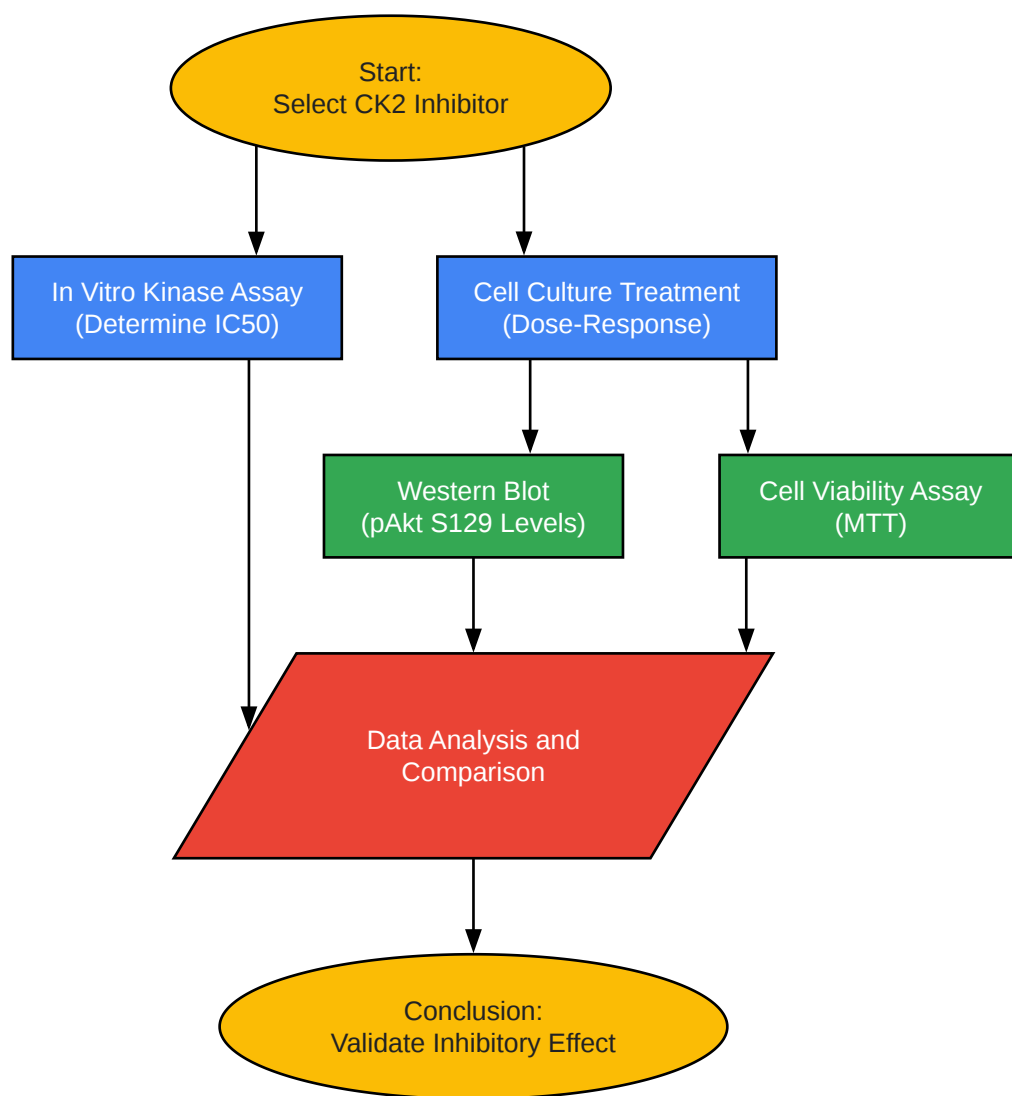 Start:
Select CK2 Inhibitor
In Vitro Kinase Assay
(Determine IC50)
Cell Culture Treatment
(Dose-Response)
Western Blot
(pAkt S129 Levels)
Cell Viability Assay
(MTT)
Data Analysis and
Comparison
Conclusion:
Validate Inhibitory Effect